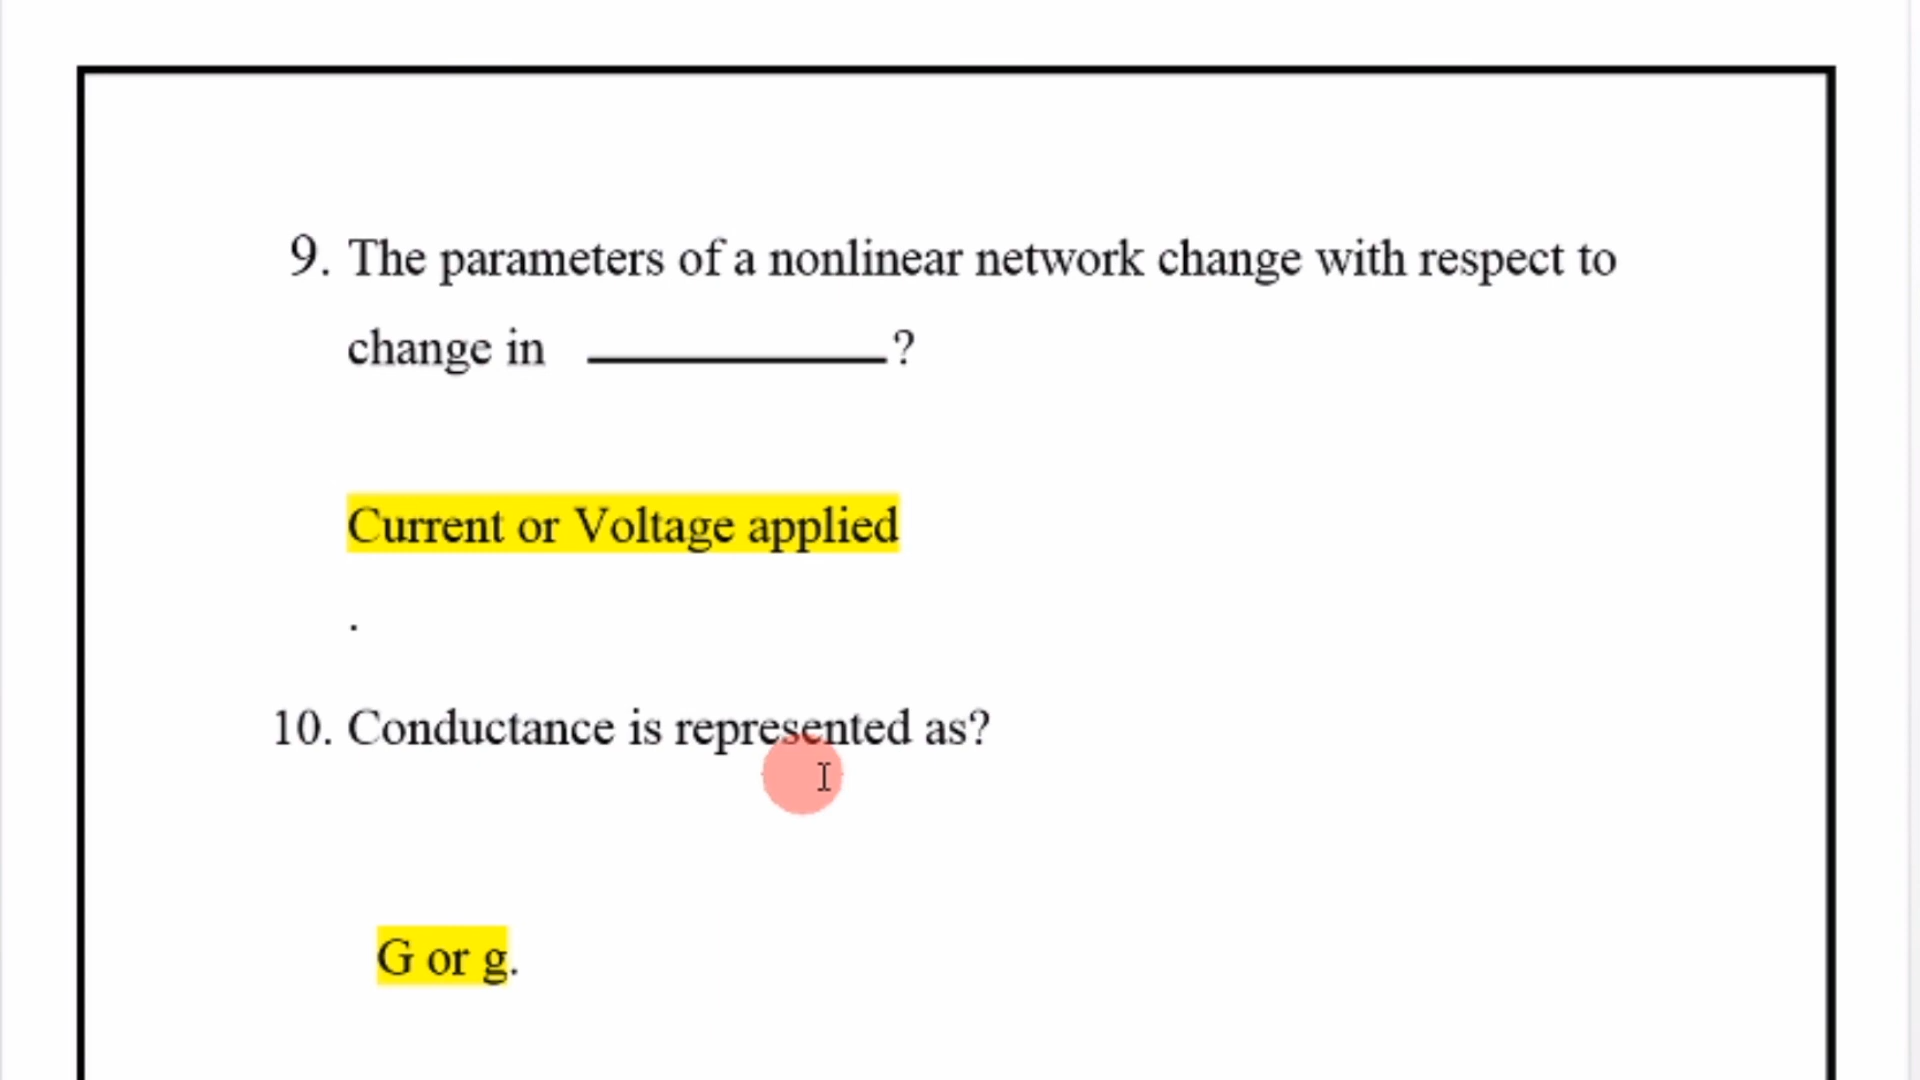 9. The parameters of a nonlinear network change with respect to
change in ___________?
Current or Voltage applied
.
10. Conductance is represented as?
G or g.